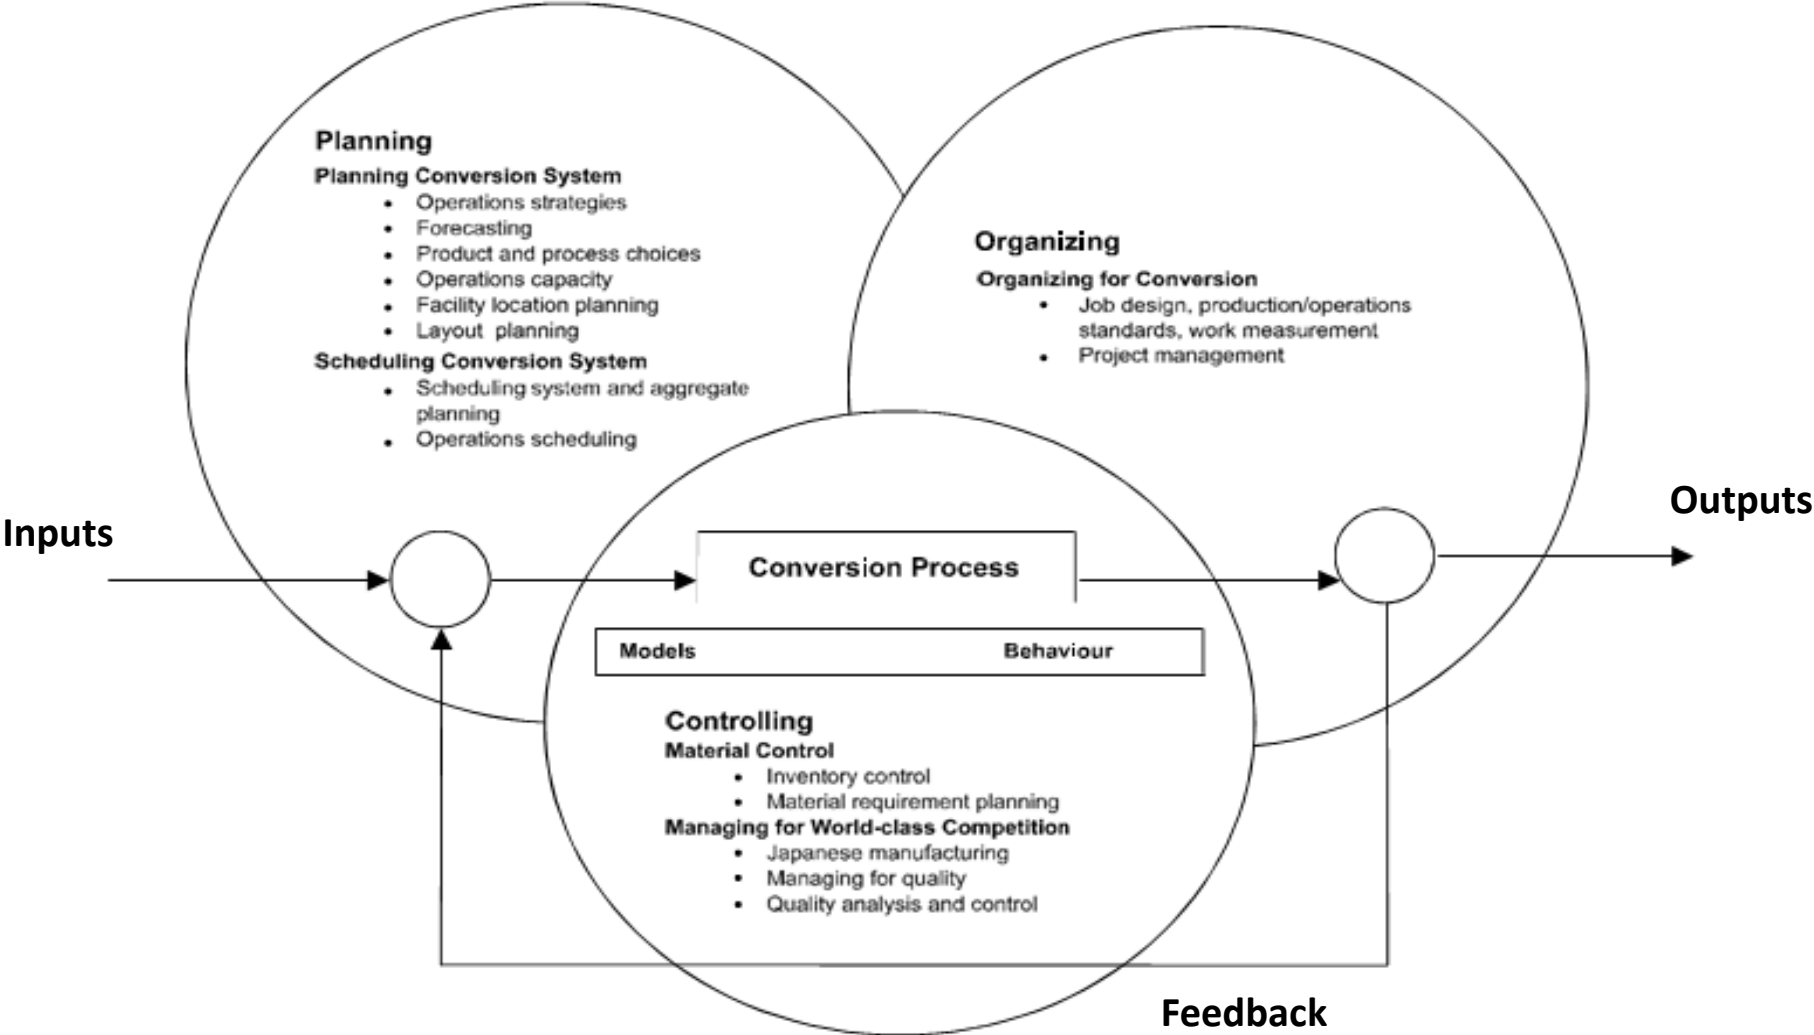 Planning
Planning Conversion System
• Operations strategies
• Forecasting
• Product and process choices
• Operations capacity
• Facility location planning
• Layout planning
Scheduling Conversion System
• Scheduling system and aggregate
planning
• Operations scheduling
Organizing
Organizing for Conversion
• Job design, production/operations
standards, work measurement
• Project management
Inputs
Outputs
Conversion Process
Models Behaviour
Controlling
Material Control
• Inventory control
• Material requirement planning
Managing for World-class Competition
• Japanese manufacturing
• Managing for quality
• Quality analysis and control
Feedback